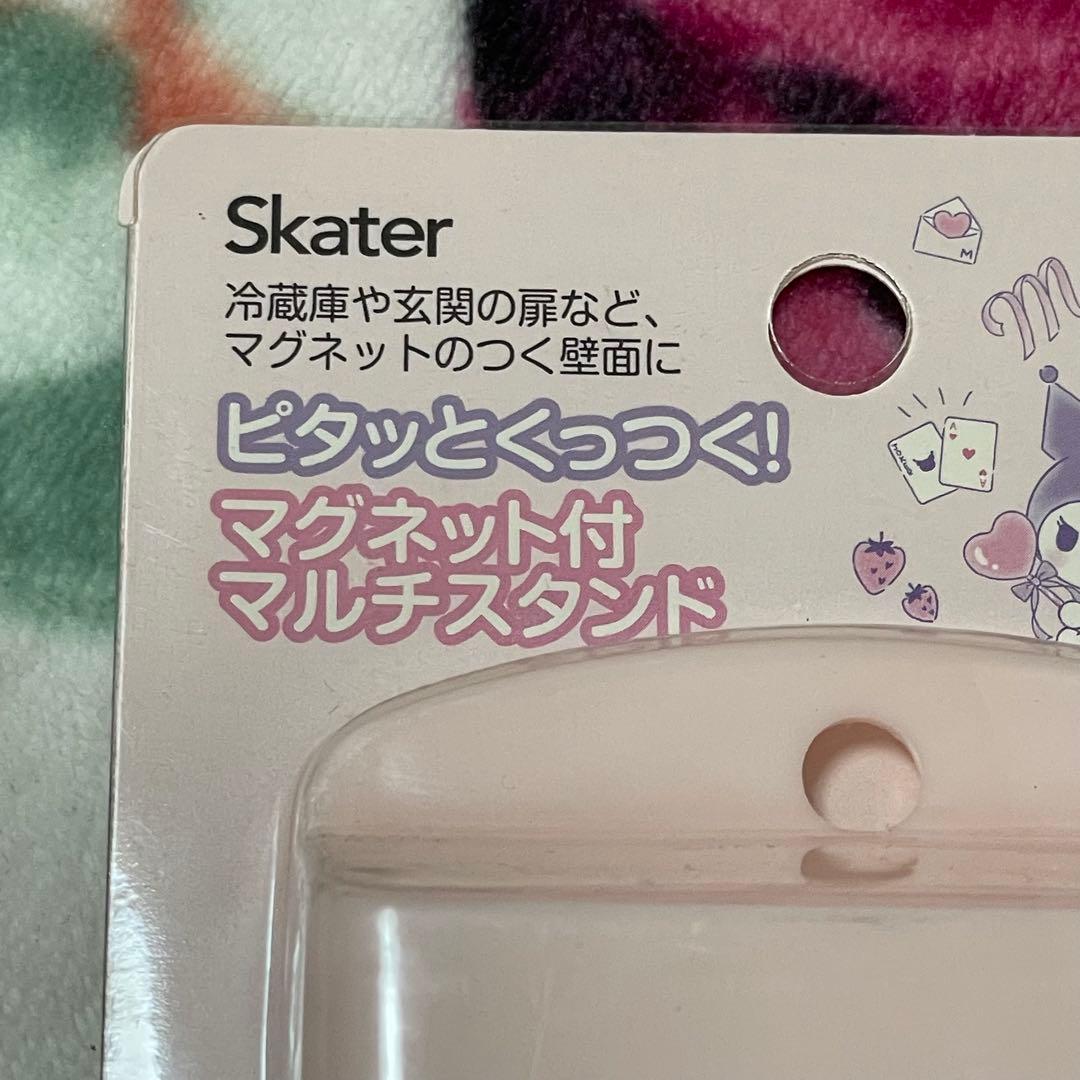 Skater
冷蔵庫や玄関の扉など、
マグネットのつく壁面に
ピタッとくっつく!
マグネット付
マルチスタンド
M
m
A
A